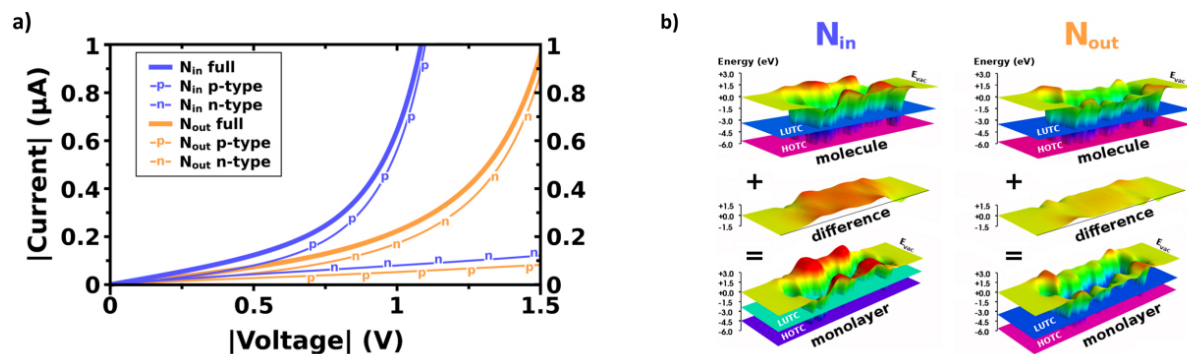 a)
|Current| (μA)
1
0.8
0.6
0.4
0.2
0
N_in full
p N_in p-type
n N_in n-type
N_out full
p N_out p-type
n N_out n-type
p
p
p
p
p
n
n
n
n
n
n
n
n
n
n
p
p
p
p
p
1
0.8
0.6
0.4
0.2
0
0 0.5 1 1.5
|Voltage| (V)
b)
N_in
Energy (eV)
+3.0
+1.5
+0.0
-1.5
-3.0
-4.5
-6.0
E_vac
LUTC
HOTC
molecule
+
+1.5
+0.0
-1.5
difference
=
+3.0
+1.5
+0.0
-1.5
-3.0
-4.5
-6.0
E_vac
LUTC
HOTC
monolayer
N_out
Energy (eV)
+3.0
+1.5
+0.0
-1.5
-3.0
-4.5
-6.0
E_vac
LUTC
HOTC
molecule
+
+1.5
+0.0
-1.5
difference
=
+3.0
+1.5
+0.0
-1.5
-3.0
-4.5
-6.0
E_vac
LUTC
HOTC
monolayer